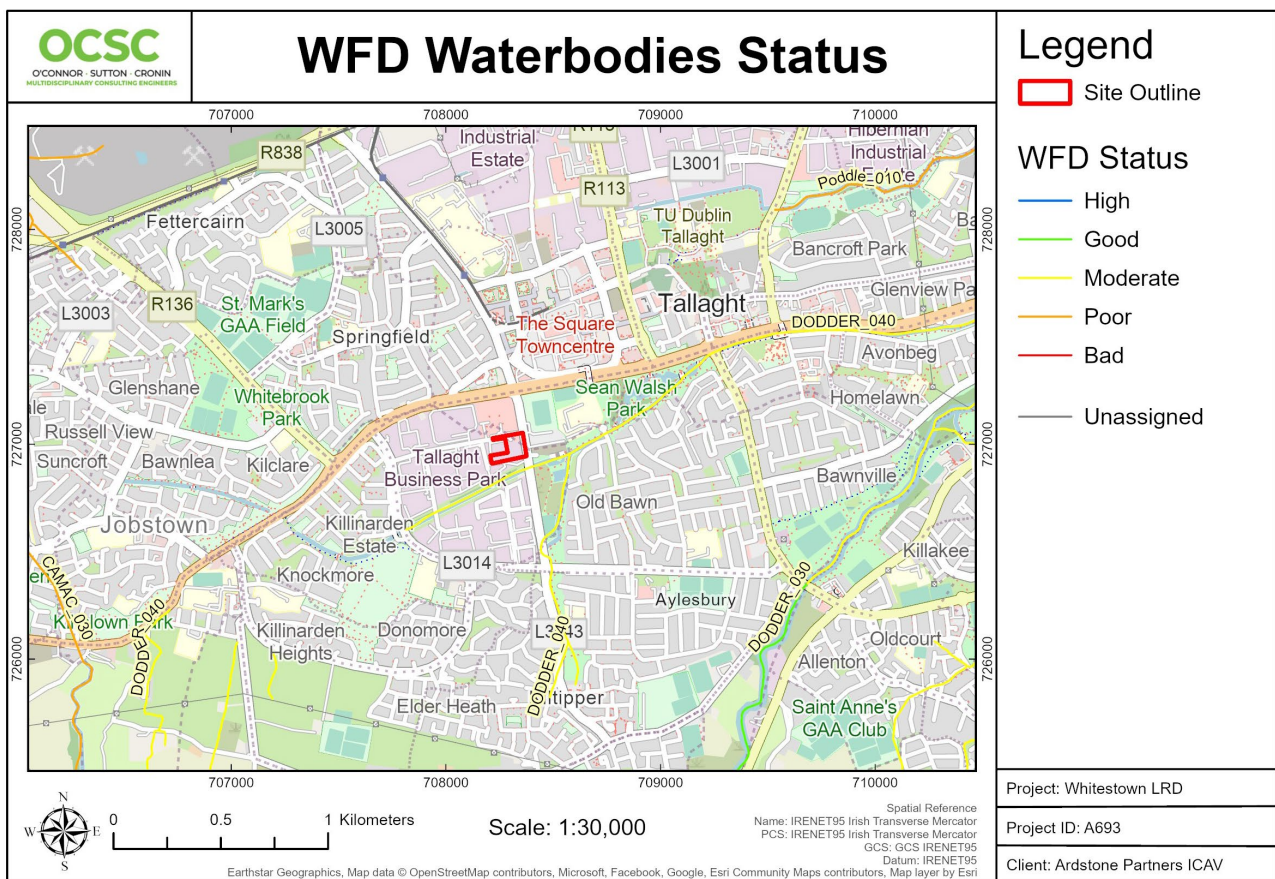 OCSC
O'CONNOR · SUTTON · CRONIN
MULTIDISCIPLINARY CONSULTING ENGINEERS
WFD Waterbodies Status
Legend
Site Outline
WFD Status
High
Good
Moderate
Poor
Bad
Unassigned
707000
708000
709000
710000
728000
727000
726000
728000
727000
726000
R838
Industrial
Estate
R113
L3001
Hibernian
Industrial
Poddle_010
Fettercairn
L3005
R113
TU Dublin
Tallaght
Bancroft Park
R136
St. Mark's
GAA Field
Tallaght
Glenview Pa
L3003
Springfield
The Square
Towncentre
DODDER_040
Avonbeg
Glenshane
Whitebrook
Park
Sean Walsh
Park
Homelawn
Russell View
Suncroft
Bawnlea
Kilclare
Tallaght
Business Park
Bawnville
Old Bawn
Jobstown
Killinarden
Estate
Killakee
Knockmore
L3014
CAMAC_030
DODDER_040
Killinarden
Heights
Donomore
DODDER_040
Aylesbury
DODDER_030
Oldcourt
Allenton
Elder Heath
Saint Anne's
GAA Club
707000
708000
709000
710000
N
W
E
S
0
0.5
1 Kilometers
Scale: 1:30,000
Spatial Reference
Name: IRENET95 Irish Transverse Mercator
PCS: IRENET95 Irish Transverse Mercator
GCS: GCS IRENET95
Datum: IRENET95
Earthstar Geographics, Map data © OpenStreetMap contributors, Microsoft, Facebook, Google, Esri Community Maps contributors, Map layer by Esri
Project: Whitestown LRD
Project ID: A693
Client: Ardstone Partners ICAV